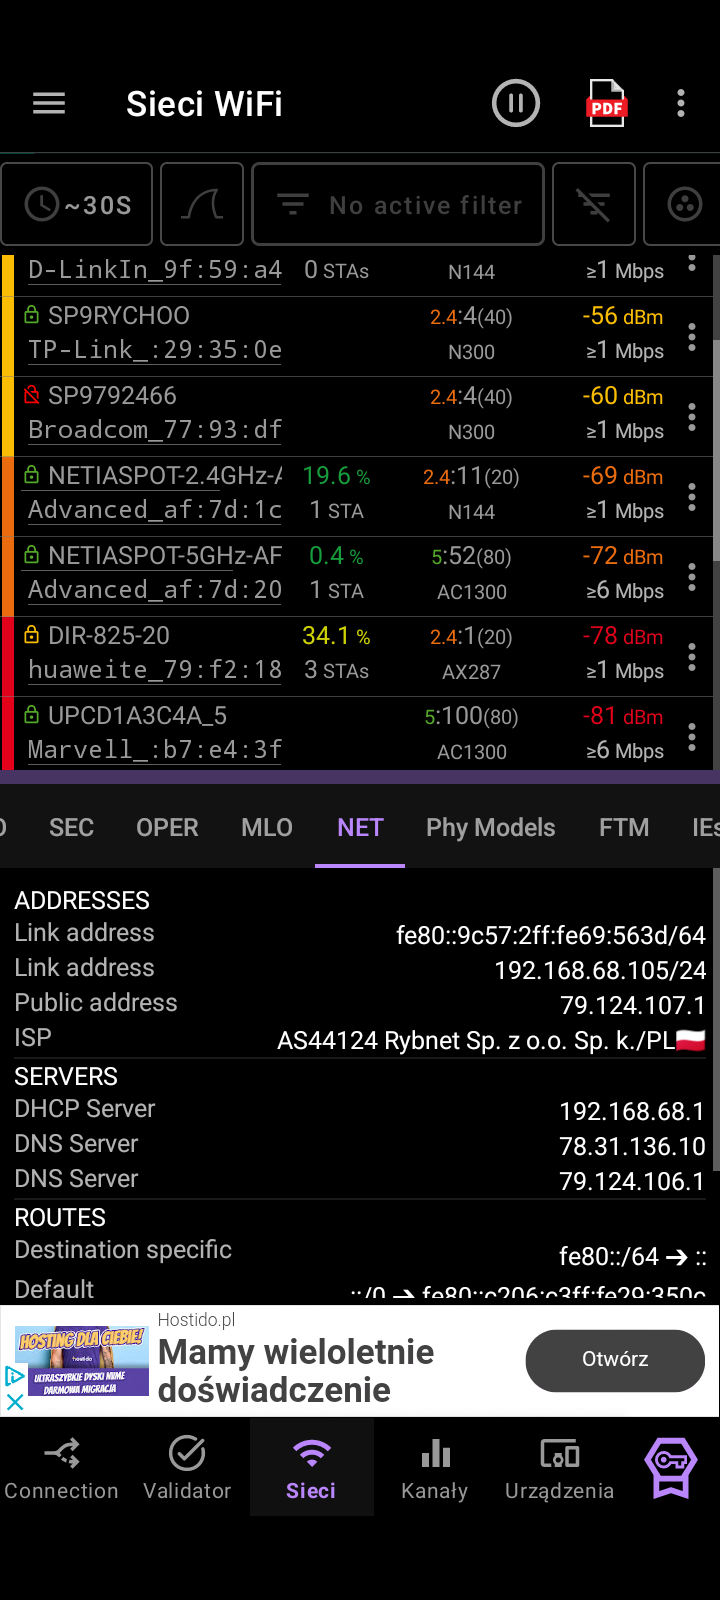 Sieci WiFi
PDF
~30S
No active filter
D-LinkIn_9f:59:a4 0 STAs N144 ≥1 Mbps
SP9RYCHOO 2.4:4(40) -56 dBm
TP-Link_:29:35:0e N300 ≥1 Mbps
SP9792466 2.4:4(40) -60 dBm
Broadcom_77:93:df N300 ≥1 Mbps
NETIASPOT-2.4GHz-A 19.6 % 2.4:11(20) -69 dBm
Advanced_af:7d:1c 1 STA N144 ≥1 Mbps
NETIASPOT-5GHz-AF 0.4 % 5:52(80) -72 dBm
Advanced_af:7d:20 1 STA AC1300 ≥6 Mbps
DIR-825-20 34.1 % 2.4:1(20) -78 dBm
huaweite_79:f2:18 3 STAs AX287 ≥1 Mbps
UPCD1A3C4A_5 5:100(80) -81 dBm
Marvell_:b7:e4:3f AC1300 ≥6 Mbps
SEC OPER MLO NET Phy Models FTM IEs
ADDRESSES
Link address fe80::9c57:2ff:fe69:563d/64
Link address 192.168.68.105/24
Public address 79.124.107.1
ISP AS44124 Rybnet Sp. z o.o. Sp. k./PL🇵🇱
SERVERS
DHCP Server 192.168.68.1
DNS Server 78.31.136.10
DNS Server 79.124.106.1
ROUTES
Destination specific fe80::/64 ➔ ::
Default ::/0 ➔ fe80::c206:c3ff:fe29:350c
HOSTING DLA CIEBIE!
hostido
ULTRASZYBKIE DYSKI NVME
DARMOWA MIGRACJA
Hostido.pl
Mamy wieloletnie
doświadczenie
Otwórz
Connection Validator Sieci Kanały Urządzenia